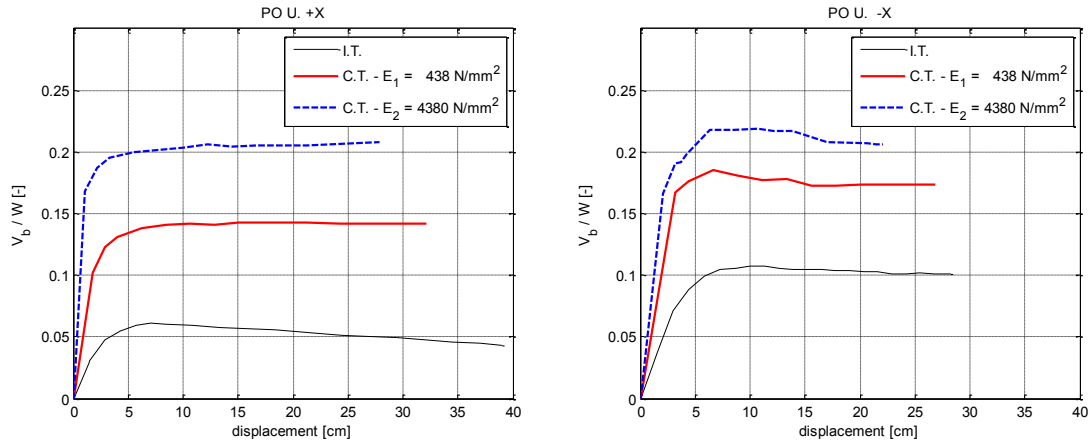 PO U. +X
I.T.
C.T. - E1 = 438 N/mm2
C.T. - E2 = 4380 N/mm2
Vb / W [-]
0.25
0.2
0.15
0.1
0.05
0
0 5 10 15 20 25 30 35 40
displacement [cm]
PO U. -X
I.T.
C.T. - E1 = 438 N/mm2
C.T. - E2 = 4380 N/mm2
Vb / W [-]
0.25
0.2
0.15
0.1
0.05
0
0 5 10 15 20 25 30 35 40
displacement [cm]